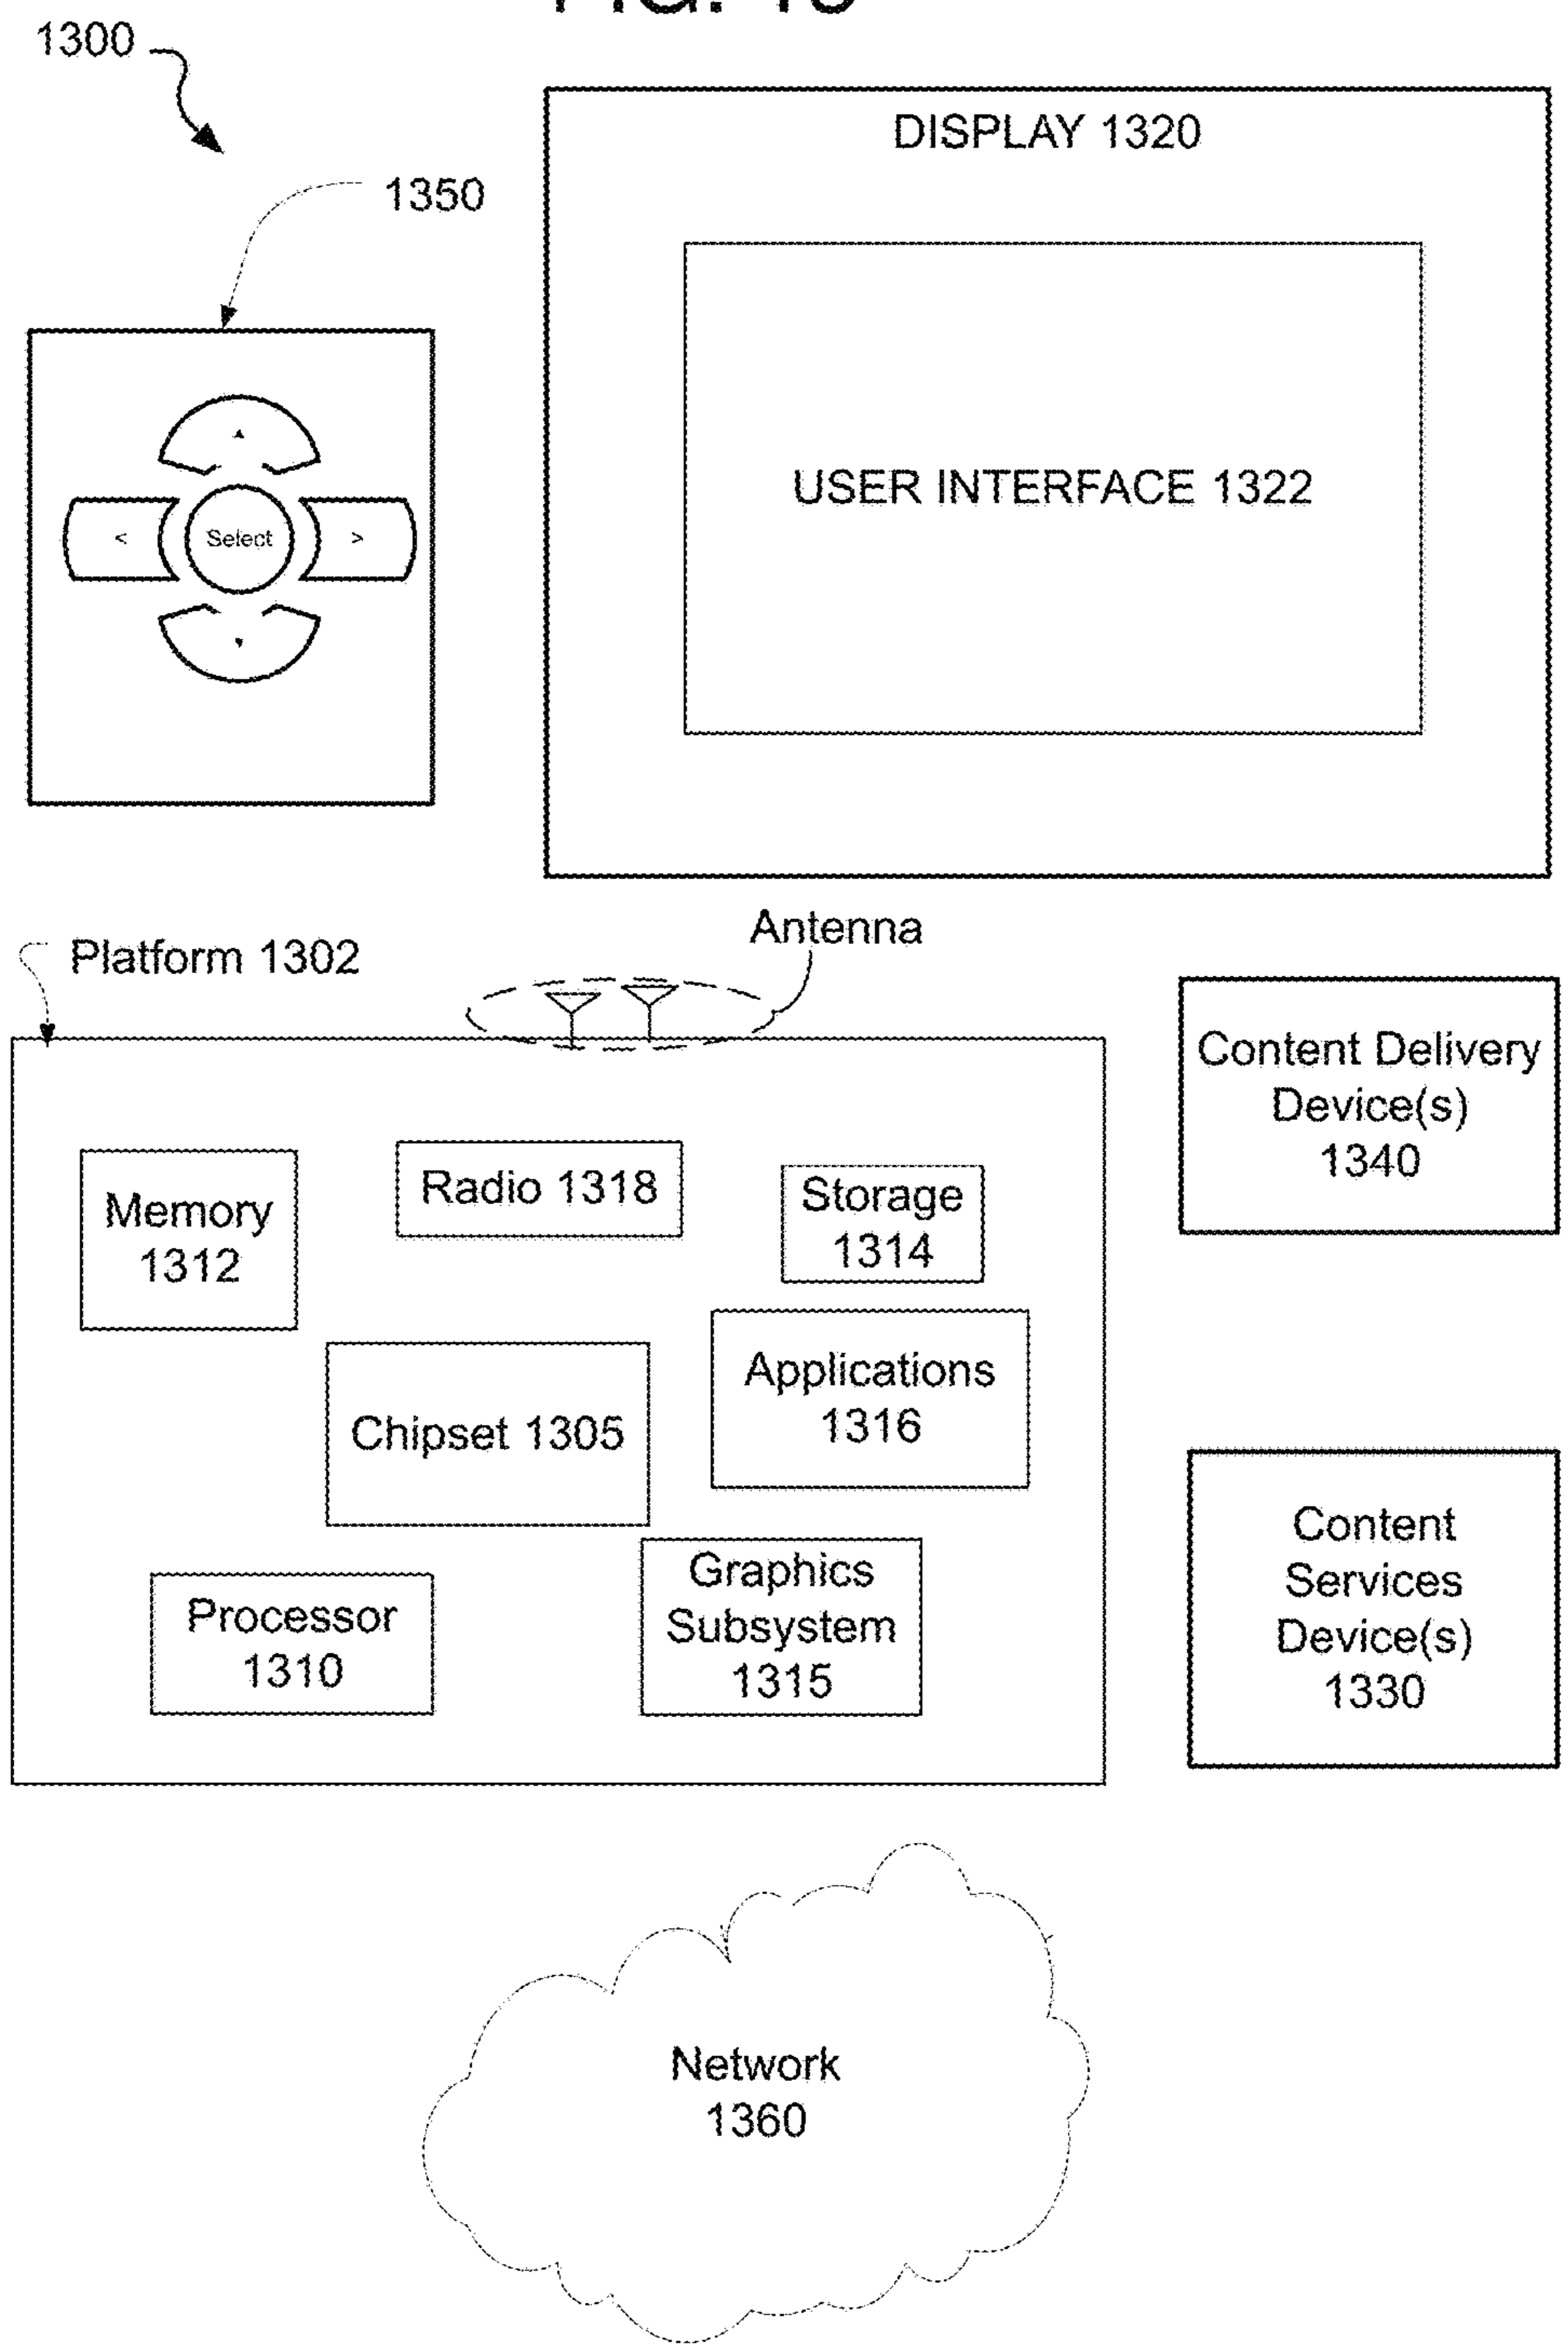 1300
DISPLAY 1320
1350
USER INTERFACE 1322
<
Select
>
Antenna
Platform 1302
Content Delivery
Device(s)
1340
Memory
1312
Radio 1318
Storage
1314
Chipset 1305
Applications
1316
Content
Services
Device(s)
1330
Processor
1310
Graphics
Subsystem
1315
Network
1360